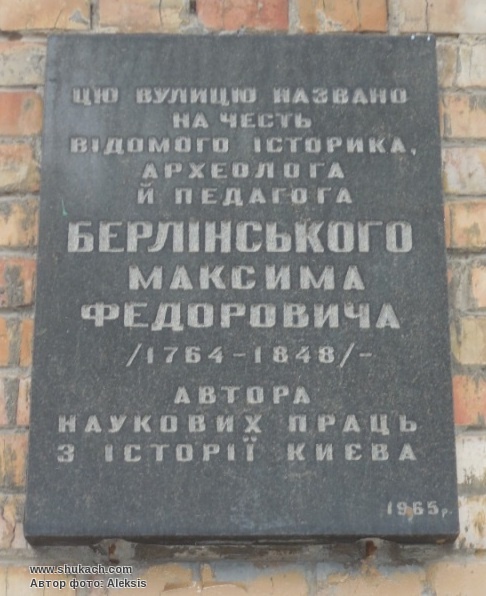 ЦЮ ВУЛИЦЮ НАЗВАНО
НА ЧЕСТЬ
ВІДОМОГО ІСТОРИКА,
АРХЕОЛОГА
Й ПЕДАГОГА
БЕРЛІНСЬКОГО
МАКСИМА
ФЕДОРОВИЧА
/1764-1848/-
АВТОРА
НАУКОВИХ ПРАЦЬ
З ІСТОРІЇ КИЄВА
1965р.
www.shukach.com
Автор фото: Aleksis